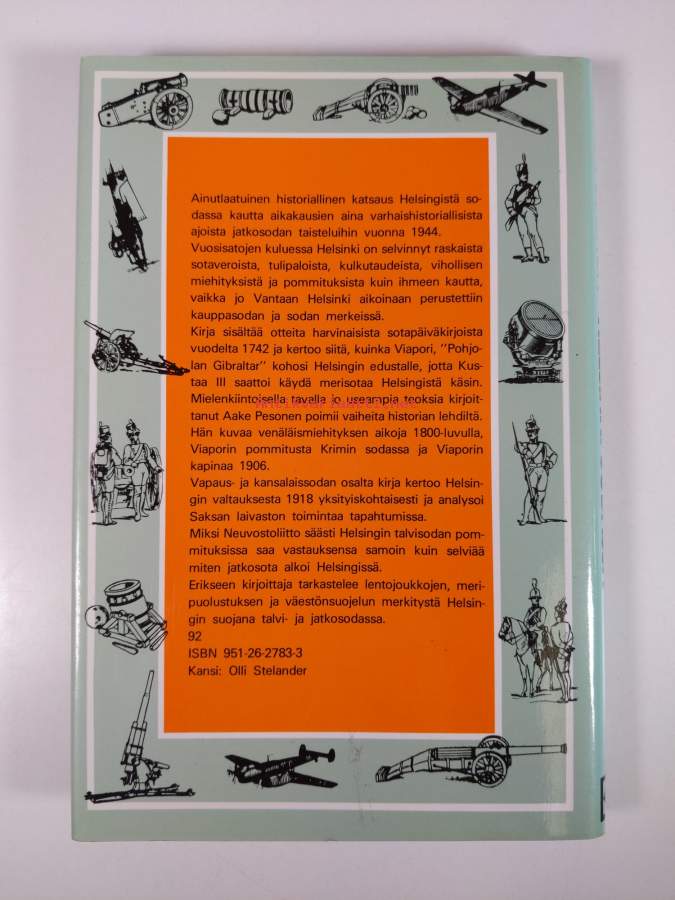 Ainutlaatuinen historiallinen katsaus Helsingistä so-
dassa kautta aikakausien aina varhaishistoriallisista
ajoista jatkosodan taisteluihin vuonna 1944.
Vuosisatojen kuluessa Helsinki on selvinnyt raskaista
sotaveroista, tulipaloista, kulkutaudeista, vihollisen
miehityksistä ja pommituksista kuin ihmeen kautta,
vaikka jo Vantaan Helsinki aikoinaan perustettiin
kauppasodan ja sodan merkeissä.
Kirja sisältää otteita harvinaisista sotapäiväkirjoista
vuodelta 1742 ja kertoo siitä, kuinka Viapori, "Pohjo-
lan Gibraltar" kohosi Helsingin edustalle, jotta Kus-
taa III saattoi käydä merisotaa Helsingistä käsin.
Mielenkiintoisella tavalla jo useampia teoksia kirjoit-
tanut Aake Pesonen poimii vaiheita historian lehdiltä.
Hän kuvaa venäläismiehityksen aikoja 1800-luvulla,
Viaporin pommitusta Krimin sodassa ja Viaporin
kapinaa 1906.
Vapaus- ja kansalaissodan osalta kirja kertoo Helsin-
gin valtauksesta 1918 yksityiskohtaisesti ja analysoi
Saksan laivaston toimintaa tapahtumissa.
Miksi Neuvostoliitto säästi Helsingin talvisodan pom-
mituksissa saa vastauksensa samoin kuin selviää
miten jatkosota alkoi Helsingissä.
Erikseen kirjoittaja tarkastelee lentojoukkojen, meri-
puolustuksen ja väestönsuojelun merkitystä Helsin-
gin suojana talvi- ja jatkosodassa.
92
ISBN 951-26-2783-3
Kansi: Olli Stelander